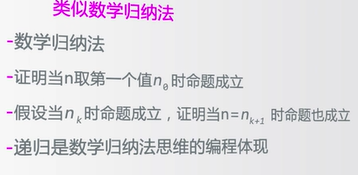 类似数学归纳法
-数学归纳法
-证明当n取第一个值n₀时命题成立
-假设当nₖ时命题成立，证明当n=nₖ₊₁ 时命题也成立
-递归是数学归纳法思维的编程体现